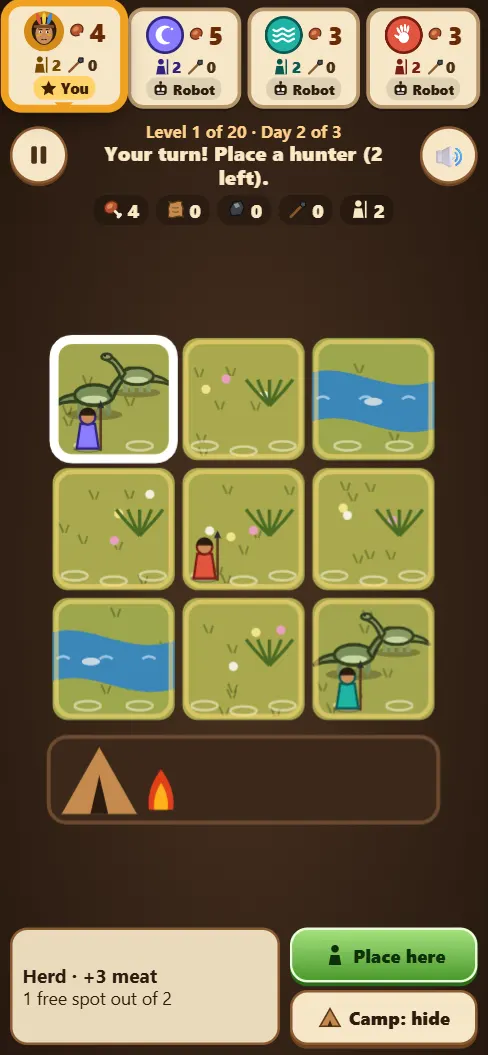 4
2 0
You
5
2 0
Robot
3
2 0
Robot
3
2 0
Robot
Level 1 of 20 · Day 2 of 3
Your turn! Place a hunter (2
left).
4 0 0 0 2
Herd · +3 meat
1 free spot out of 2
Place here
Camp: hide